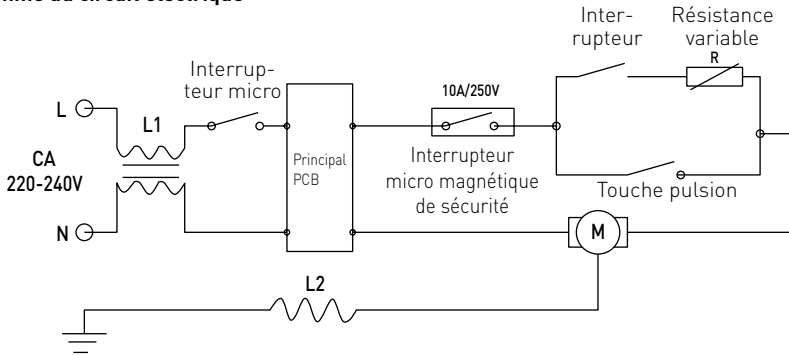 du circuit électrique
Inter-
rupteur
Résistance
variable
R
Interrup-
teur micro
10A/250V
L
L1
CA
220-240V
Principal
PCB
Interrupteur
micro magnétique
de sécurité
Touche pulsion
N
M
L2